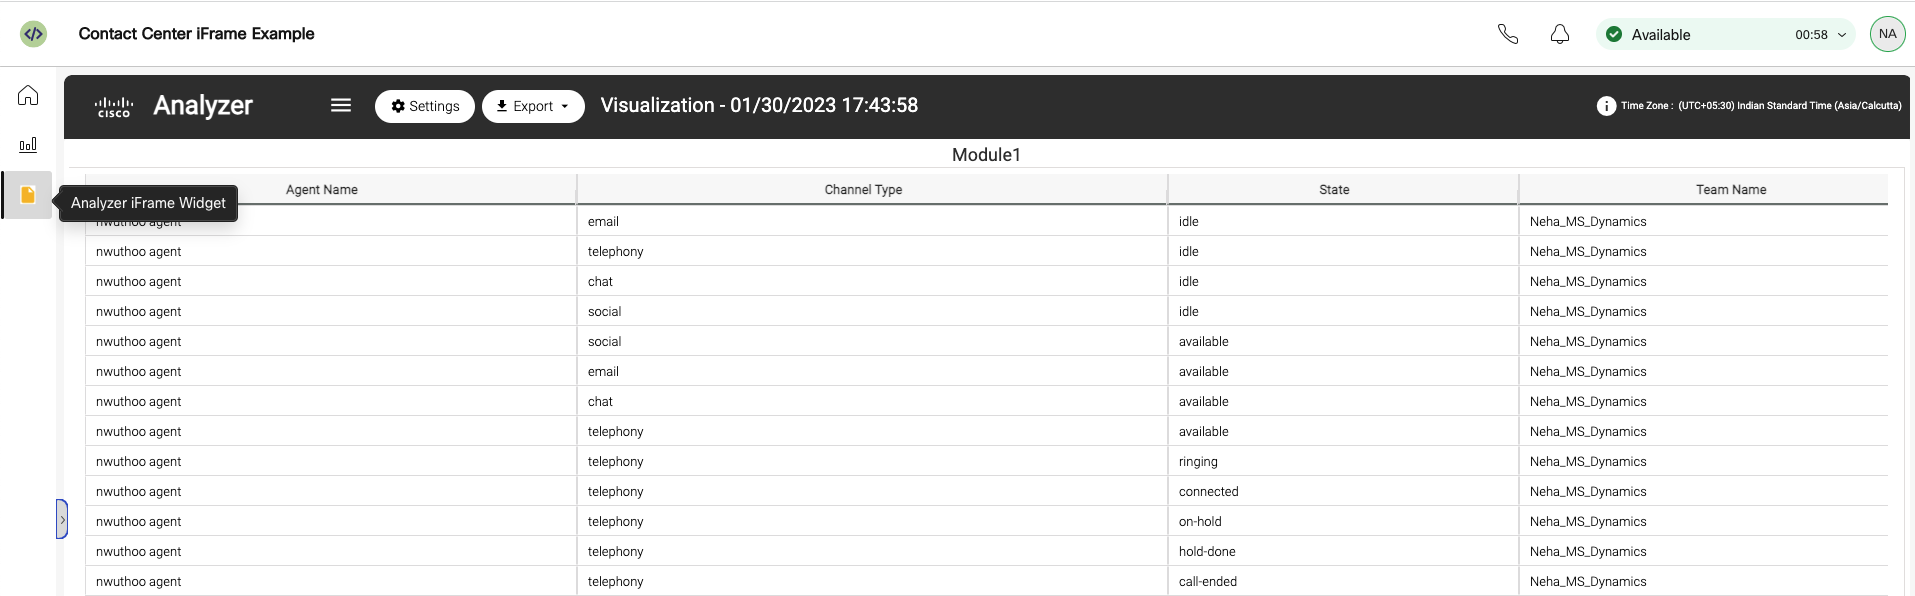 Contact Center iFrame Example
Available 00:58 NA
cisco Analyzer Settings Export Visualization - 01/30/2023 17:43:58 Time Zone : (UTC+05:30) Indian Standard Time (Asia/Calcutta)
Module1
Agent Name Channel Type State Team Name
Analyzer iFrame Widget
nwuthoo agent email idle Neha_MS_Dynamics
nwuthoo agent telephony idle Neha_MS_Dynamics
nwuthoo agent chat idle Neha_MS_Dynamics
nwuthoo agent social idle Neha_MS_Dynamics
nwuthoo agent social available Neha_MS_Dynamics
nwuthoo agent email available Neha_MS_Dynamics
nwuthoo agent chat available Neha_MS_Dynamics
nwuthoo agent telephony available Neha_MS_Dynamics
nwuthoo agent telephony ringing Neha_MS_Dynamics
nwuthoo agent telephony connected Neha_MS_Dynamics
nwuthoo agent telephony on-hold Neha_MS_Dynamics
nwuthoo agent telephony hold-done Neha_MS_Dynamics
nwuthoo agent telephony call-ended Neha_MS_Dynamics